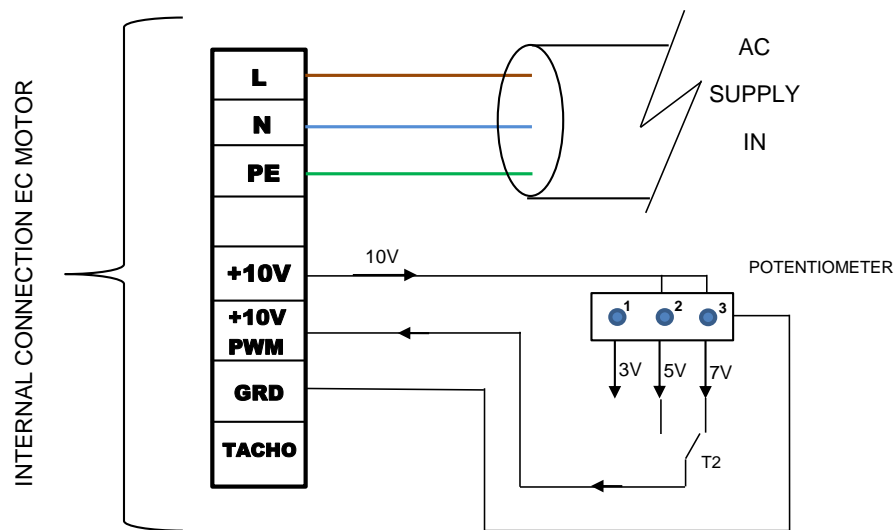 INTERNAL CONNECTION EC MOTOR
L
N
PE
+10V
+10V
PWM
GRD
TACHO
AC
SUPPLY
IN
10V
POTENTIOMETER
1 2 3
3V 5V 7V
T2